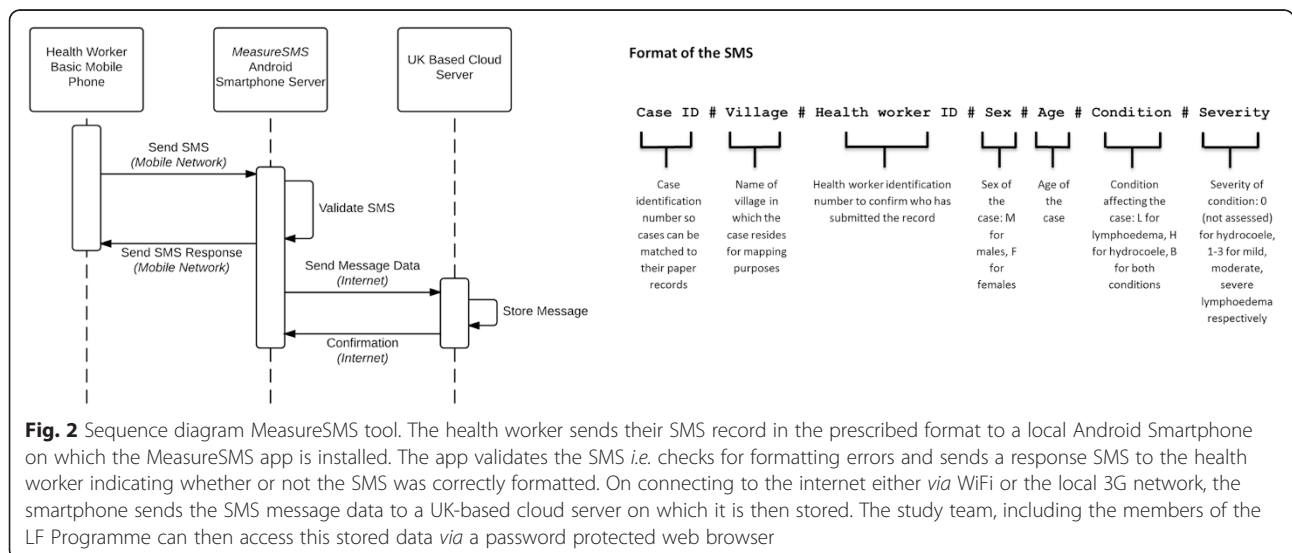 Health Worker
Basic Mobile
Phone
MeasureSMS
Android
Smartphone Server
UK Based Cloud
Server
Send SMS
(Mobile Network)
Validate SMS
Send SMS Response
(Mobile Network)
Send Message Data
(Internet)
Store Message
Confirmation
(Internet)
Format of the SMS
Case ID # Village # Health worker ID # Sex # Age # Condition # Severity
Case
identification
number so
cases can be
matched to
their paper
records
Name of
village in
which the
case resides
for mapping
purposes
Health worker identification
number to confirm who has
submitted the record
Sex of
the
case: M
for
males, F
for
females
Age of
the
case
Condition
affecting the
case: L for
lymphoedema, H
for hydrocoele, B
for both
conditions
Severity of
condition: 0
(not assessed)
for hydrocoele,
1-3 for mild,
moderate,
severe
lymphoedema
respectively
Fig. 2 Sequence diagram MeasureSMS tool. The health worker sends their SMS record in the prescribed format to a local Android Smartphone
on which the MeasureSMS app is installed. The app validates the SMS i.e. checks for formatting errors and sends a response SMS to the health
worker indicating whether or not the SMS was correctly formatted. On connecting to the internet either via WiFi or the local 3G network, the
smartphone sends the SMS message data to a UK-based cloud server on which it is then stored. The study team, including the members of the
LF Programme can then access this stored data via a password protected web browser